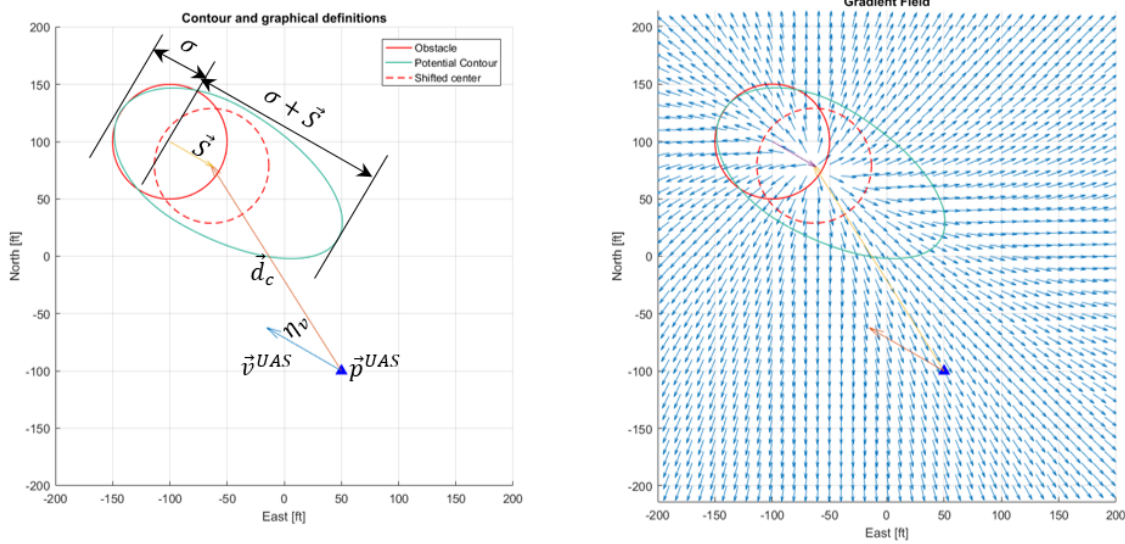 Contour and graphical definitions
200
150
100
50
0
-50
-100
-150
-200
-200
-150
-100
-50
0
50
100
150
200
North [ft]
East [ft]
Obstacle
Potential Contour
Shifted center
σ
σ + S⃗
S⃗
d⃗c
ηv
v⃗^UAS
p⃗^UAS
Gradient Field
200
150
100
50
0
-50
-100
-150
-200
-200
-150
-100
-50
0
50
100
150
200
North [ft]
East [ft]